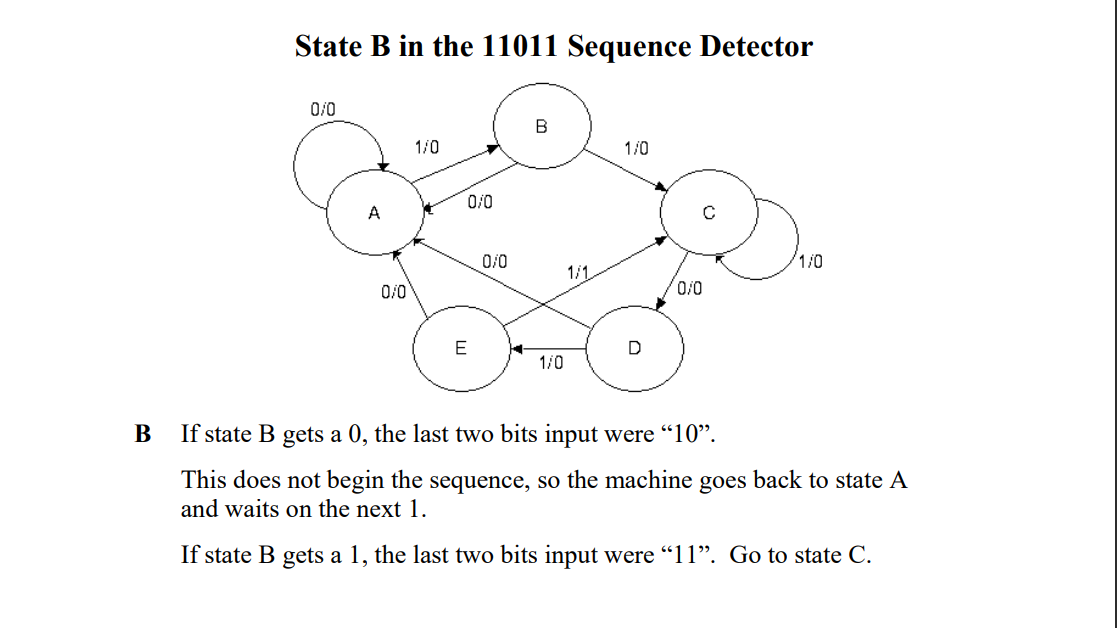 State B in the 11011 Sequence Detector
0/0
B
1/0
1/0
0/0
A
C
0/0
1/1
1/0
0/0
0/0
E
D
1/0
B If state B gets a 0, the last two bits input were “10”.
This does not begin the sequence, so the machine goes back to state A
and waits on the next 1.
If state B gets a 1, the last two bits input were “11”. Go to state C.